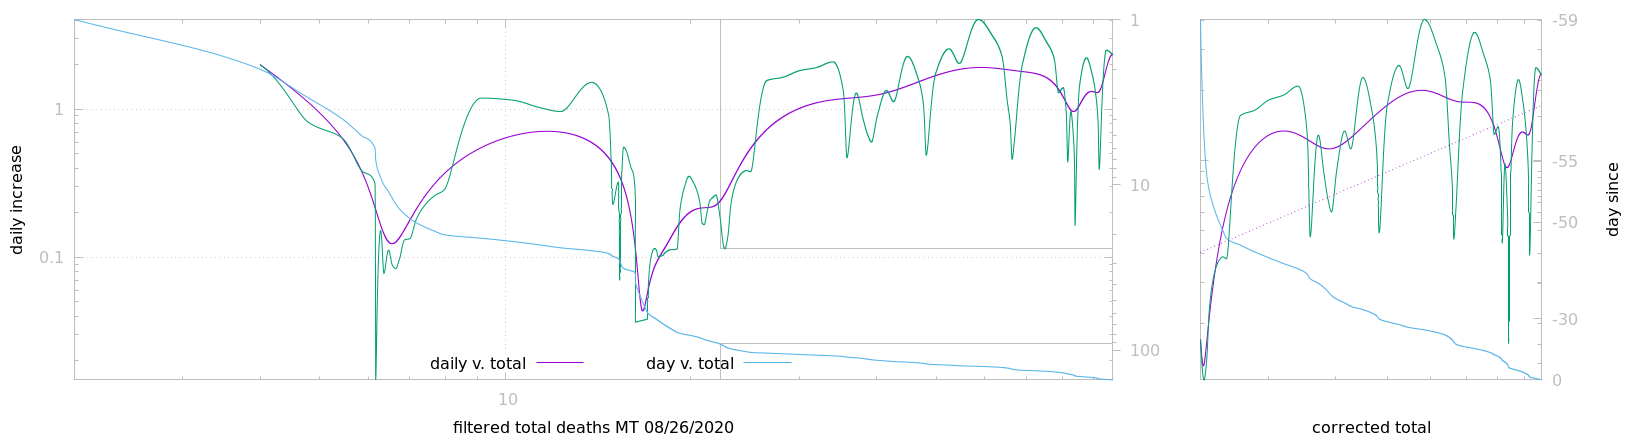 daily increase
1
0.1
10
daily v. total
day v. total
filtered total deaths MT 08/26/2020
1
10
100
-59
-55
-50
-30
0
day since
corrected total